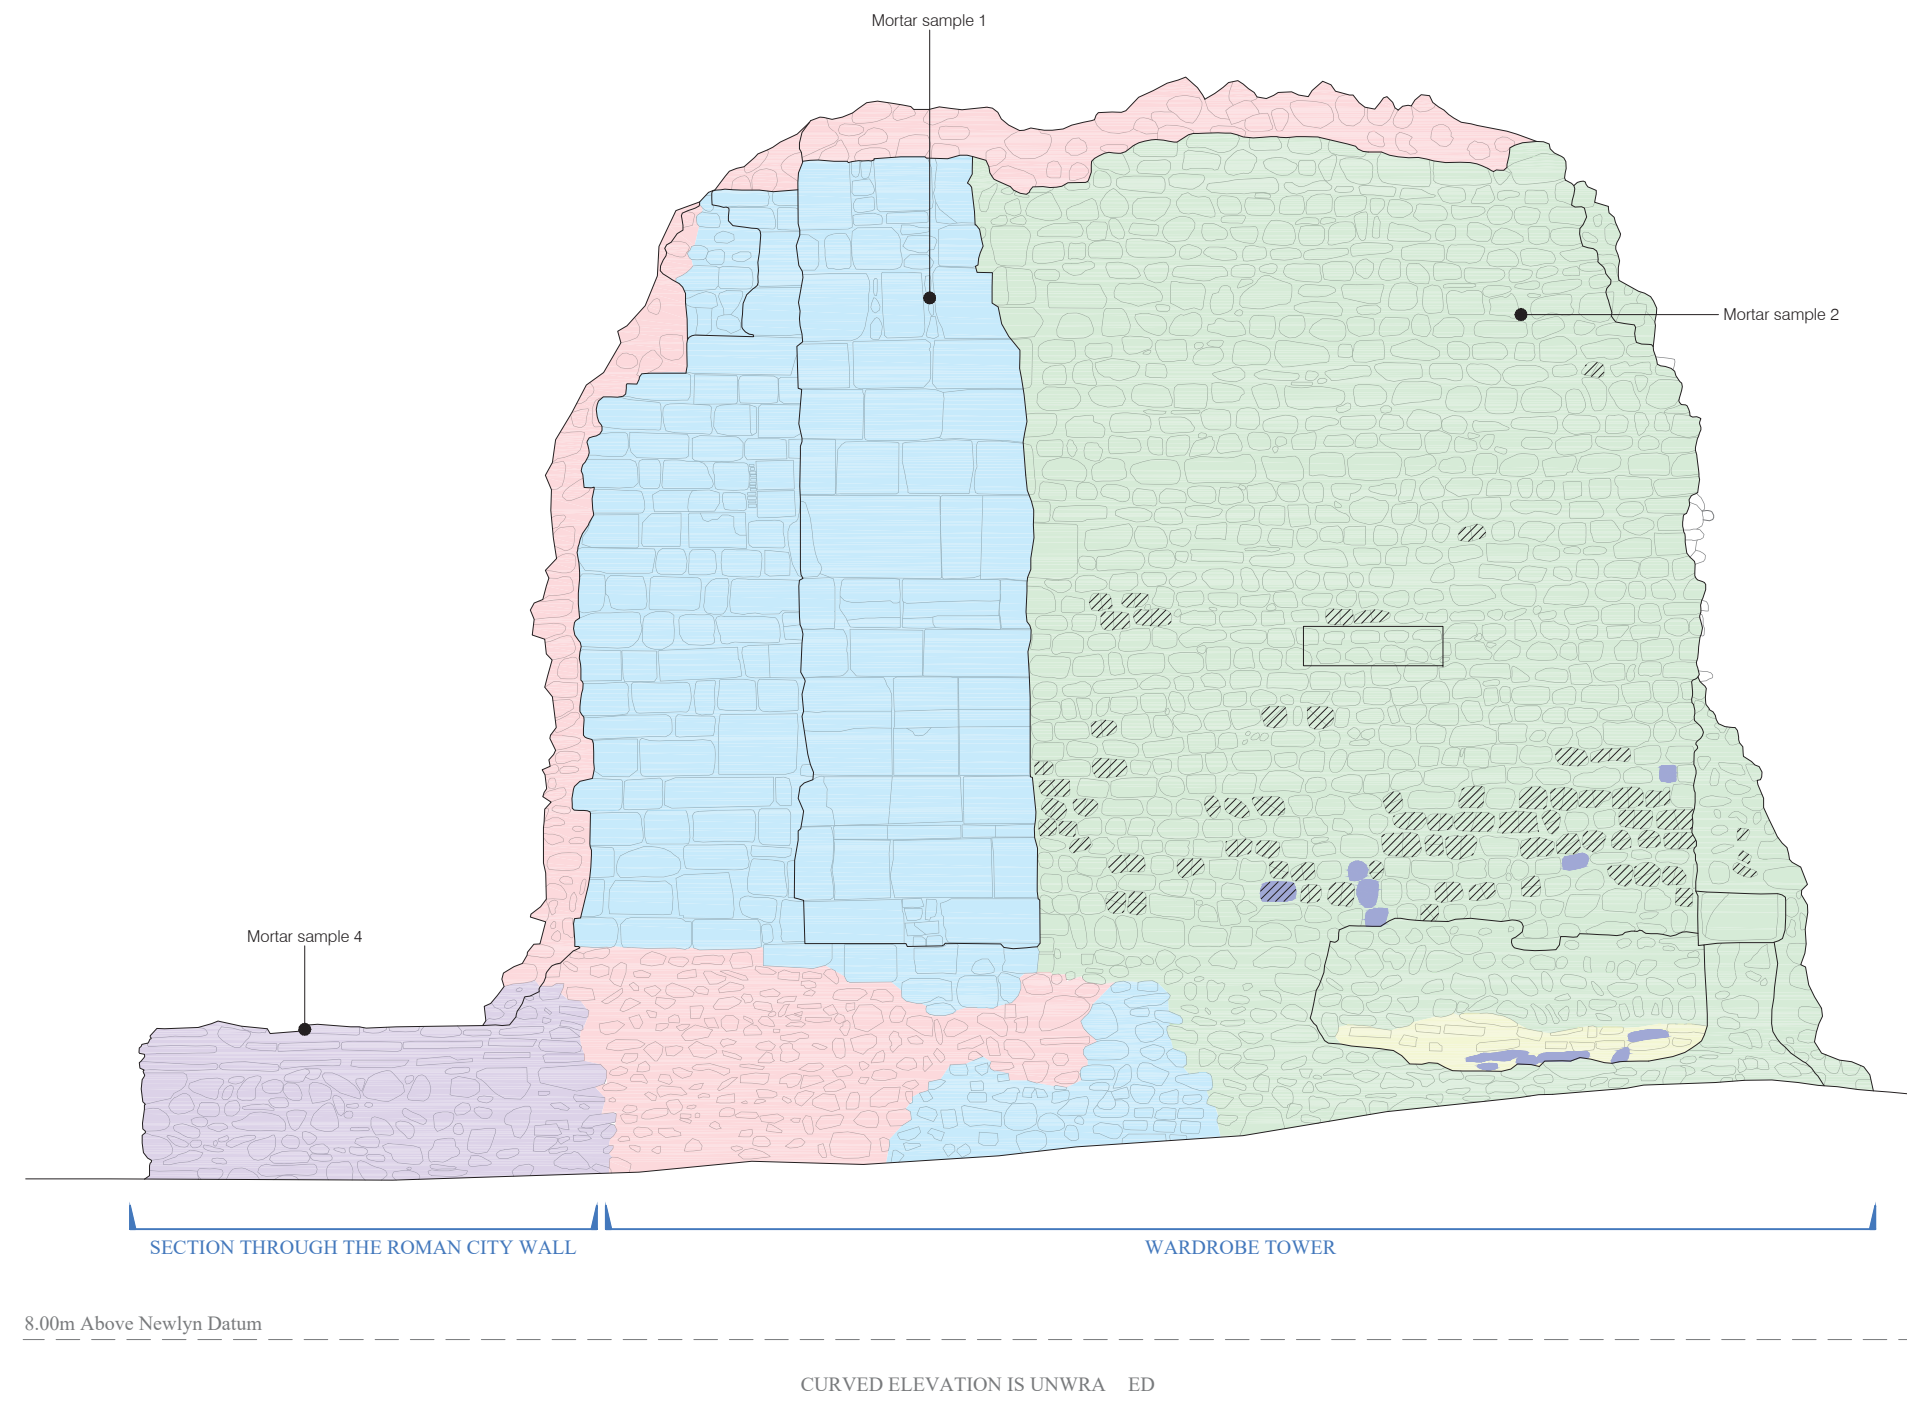 Mortar sample 1
Mortar sample 2
Mortar sample 4
SECTION THROUGH THE ROMAN CITY WALL
WARDROBE TOWER
8.00m Above Newlyn Datum
CURVED ELEVATION IS UNWRA ED